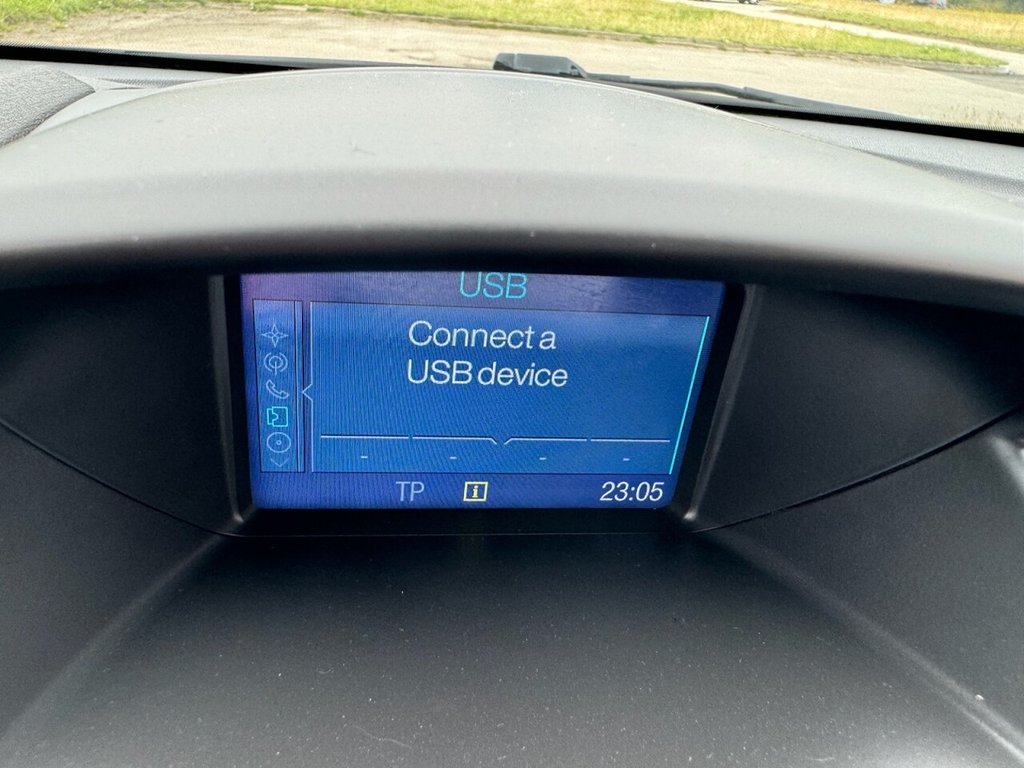 USB
Connect a
USB device
- - - -
TP i 23:05